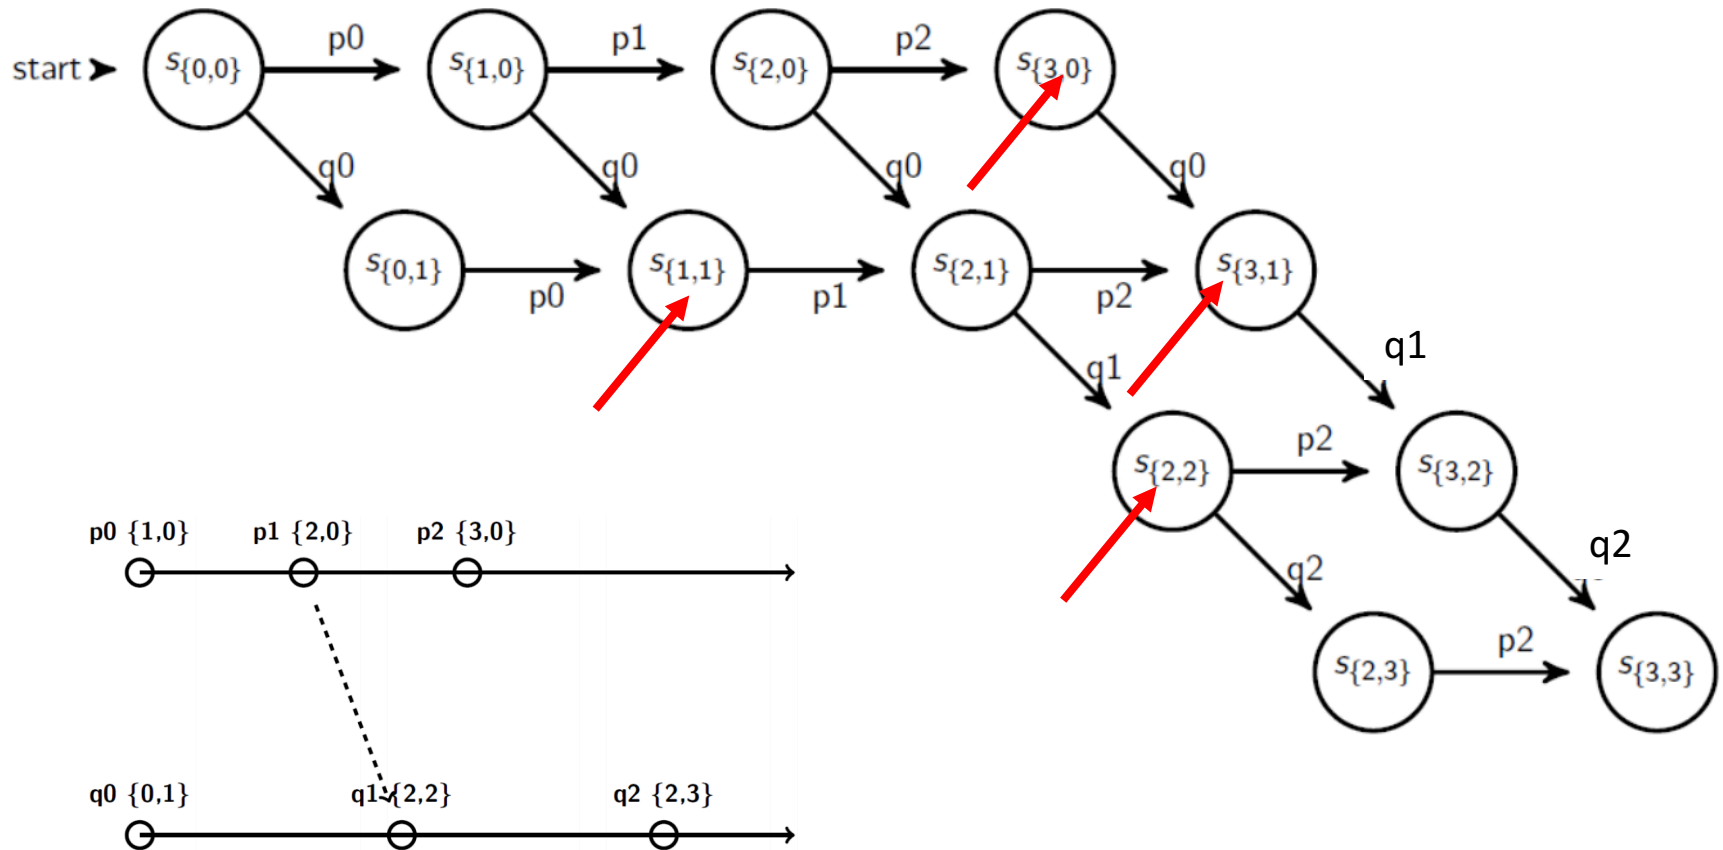 p0 p1 p2
start S{0,0} S{1,0} S{2,0} S{3,0}
q0 q0 q0 q0
S{0,1} S{1,1} S{2,1} S{3,1}
p0 p1 p2
q1 q1
p2
S{2,2} S{3,2}
p0 {1,0} p1 {2,0} p2 {3,0}
q2 q2
p2
S{2,3} S{3,3}
q0 {0,1} q1 {2,2} q2 {2,3}